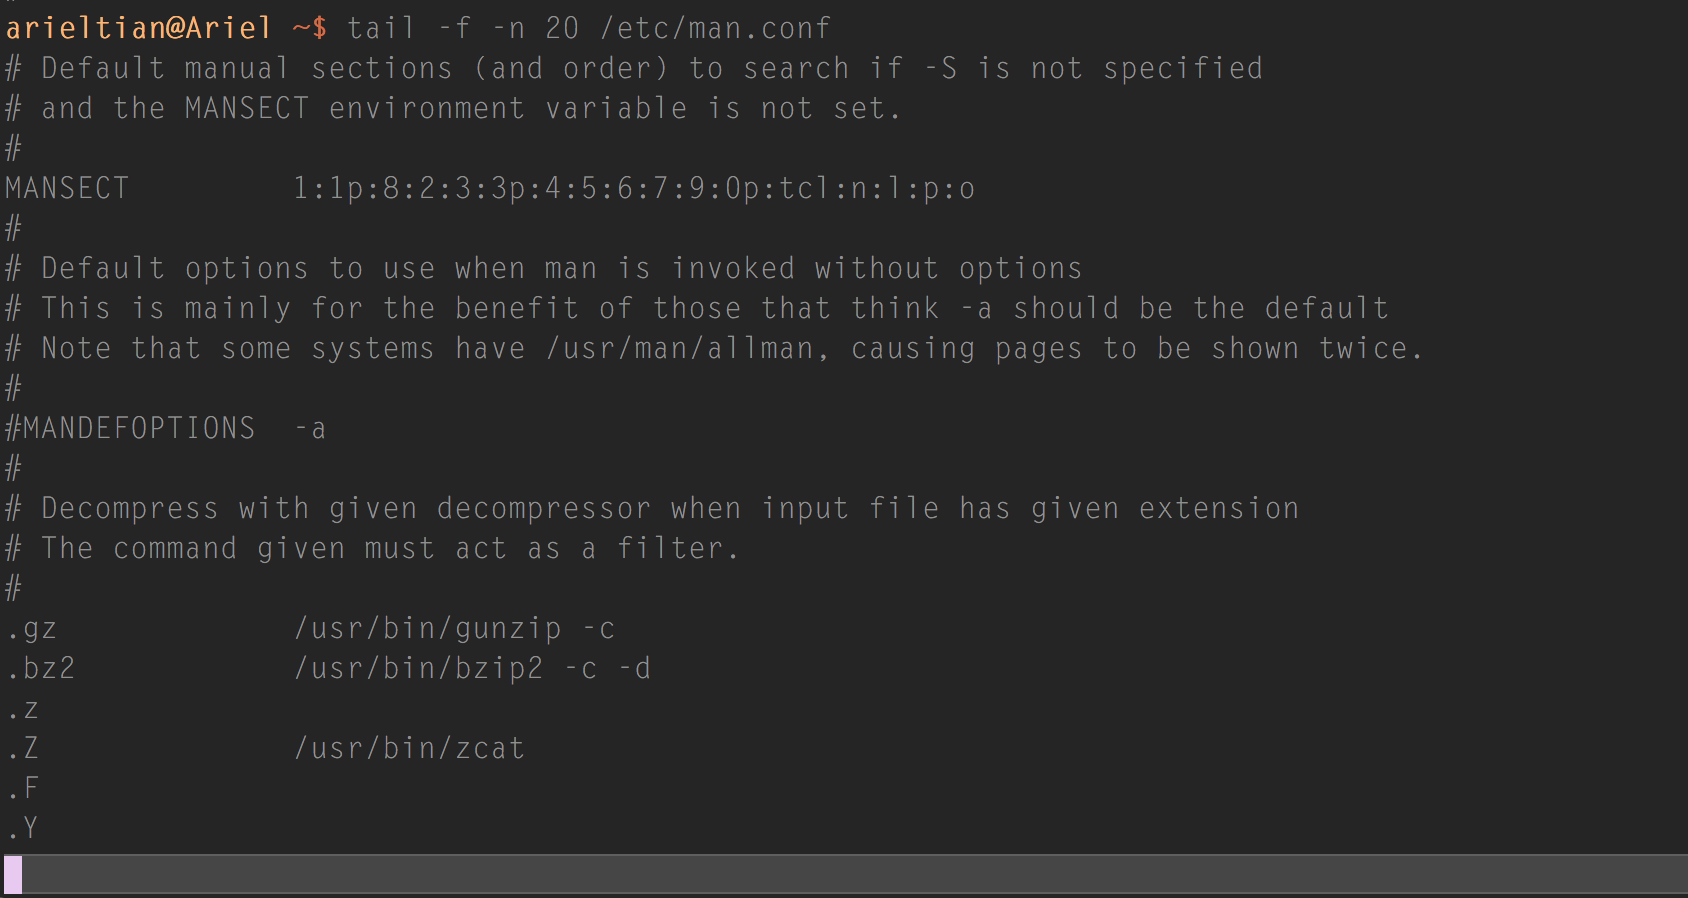 arieltian@Ariel ~$ tail -f -n 20 /etc/man.conf
# Default manual sections (and order) to search if -S is not specified
# and the MANSECT environment variable is not set.
#
MANSECT         1:1p:8:2:3:3p:4:5:6:7:9:0p:tcl:n:l:p:o
#
# Default options to use when man is invoked without options
# This is mainly for the benefit of those that think -a should be the default
# Note that some systems have /usr/man/allman, causing pages to be shown twice.
#
#MANDEFOPTIONS  -a
#
# Decompress with given decompressor when input file has given extension
# The command given must act as a filter.
#
.gz             /usr/bin/gunzip -c
.bz2            /usr/bin/bzip2 -c -d
.z
.Z              /usr/bin/zcat
.F
.Y